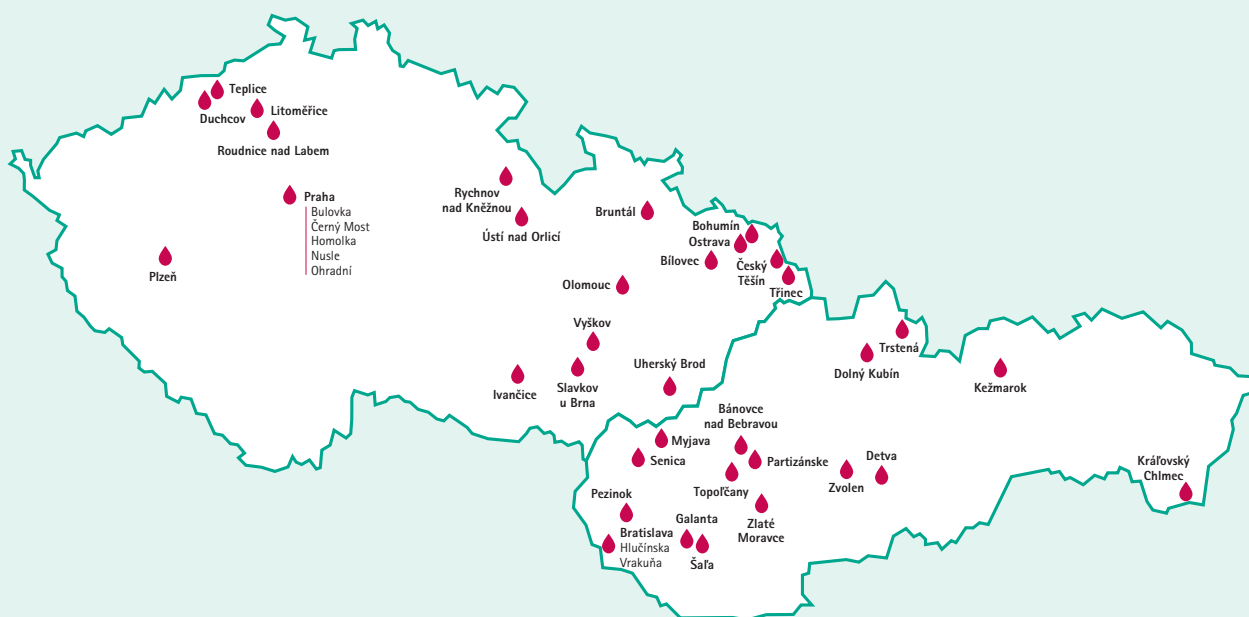 Teplice
Duchcov
Litoměřice
Roudnice nad Labem
Praha
Bulovka
Černý Most
Homolka
Nusle
Ohradní
Plzeň
Rychnov
nad Kněžnou
Ústí nad Orlicí
Bruntál
Bohumín
Ostrava
Bílovec
Český
Těšín
Třinec
Olomouc
Vyškov
Slavkov
u Brna
Ivančice
Uherský Brod
Trstená
Dolný Kubín
Kežmarok
Bánovce
nad Bebravou
Myjava
Senica
Partizánske
Topoľčany
Zvolen
Detva
Kráľovský
Chlmec
Pezinok
Bratislava
Hlučínska
Vrakuňa
Galanta
Šaľa
Zlaté
Moravce